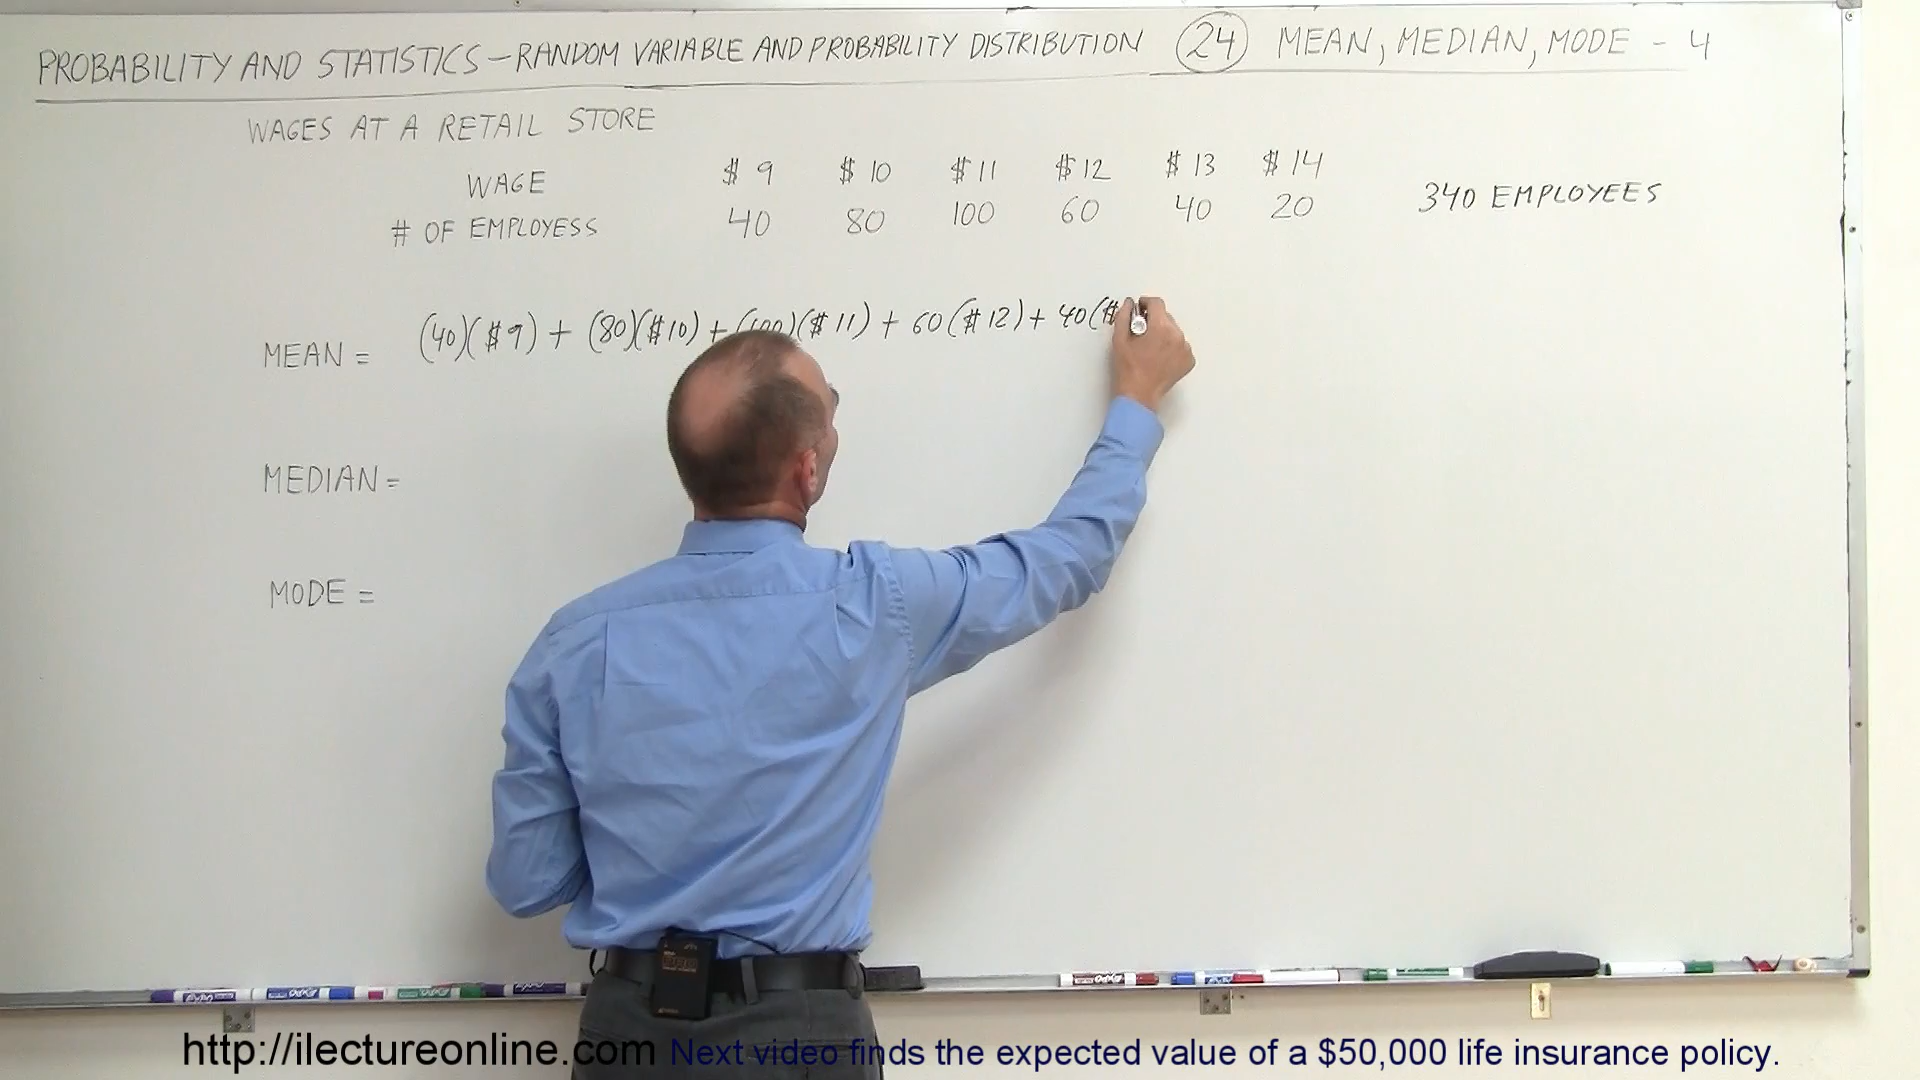 PROBABILITY AND STATISTICS – RANDOM VARIABLE AND PROBABILITY DISTRIBUTION 24 MEAN, MEDIAN, MODE - 4
WAGES AT A RETAIL STORE
WAGE $9 $10 $11 $12 $13 $14
# OF EMPLOYESS 40 80 100 60 40 20 340 EMPLOYEES
MEAN = (40)($9) + (80)($10) + (100)($11) + 60($12) + 40($
MEDIAN =
MODE =
http://ilectureonline.com Next video finds the expected value of a $50,000 life insurance policy.